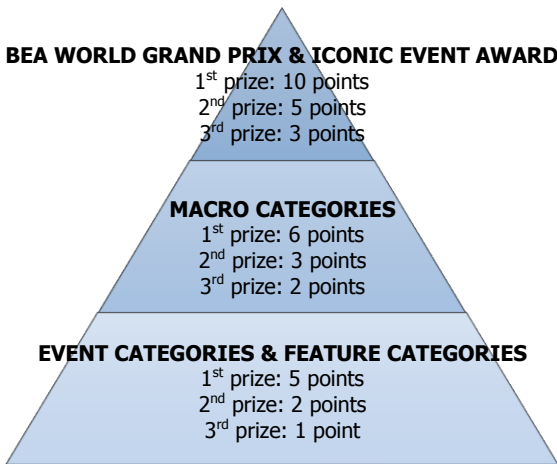 BEA WORLD GRAND PRIX & ICONIC EVENT AWARD
1st prize: 10 points
2nd prize: 5 points
3rd prize: 3 points
MACRO CATEGORIES
1st prize: 6 points
2nd prize: 3 points
3rd prize: 2 points
EVENT CATEGORIES & FEATURE CATEGORIES
1st prize: 5 points
2nd prize: 2 points
3rd prize: 1 point